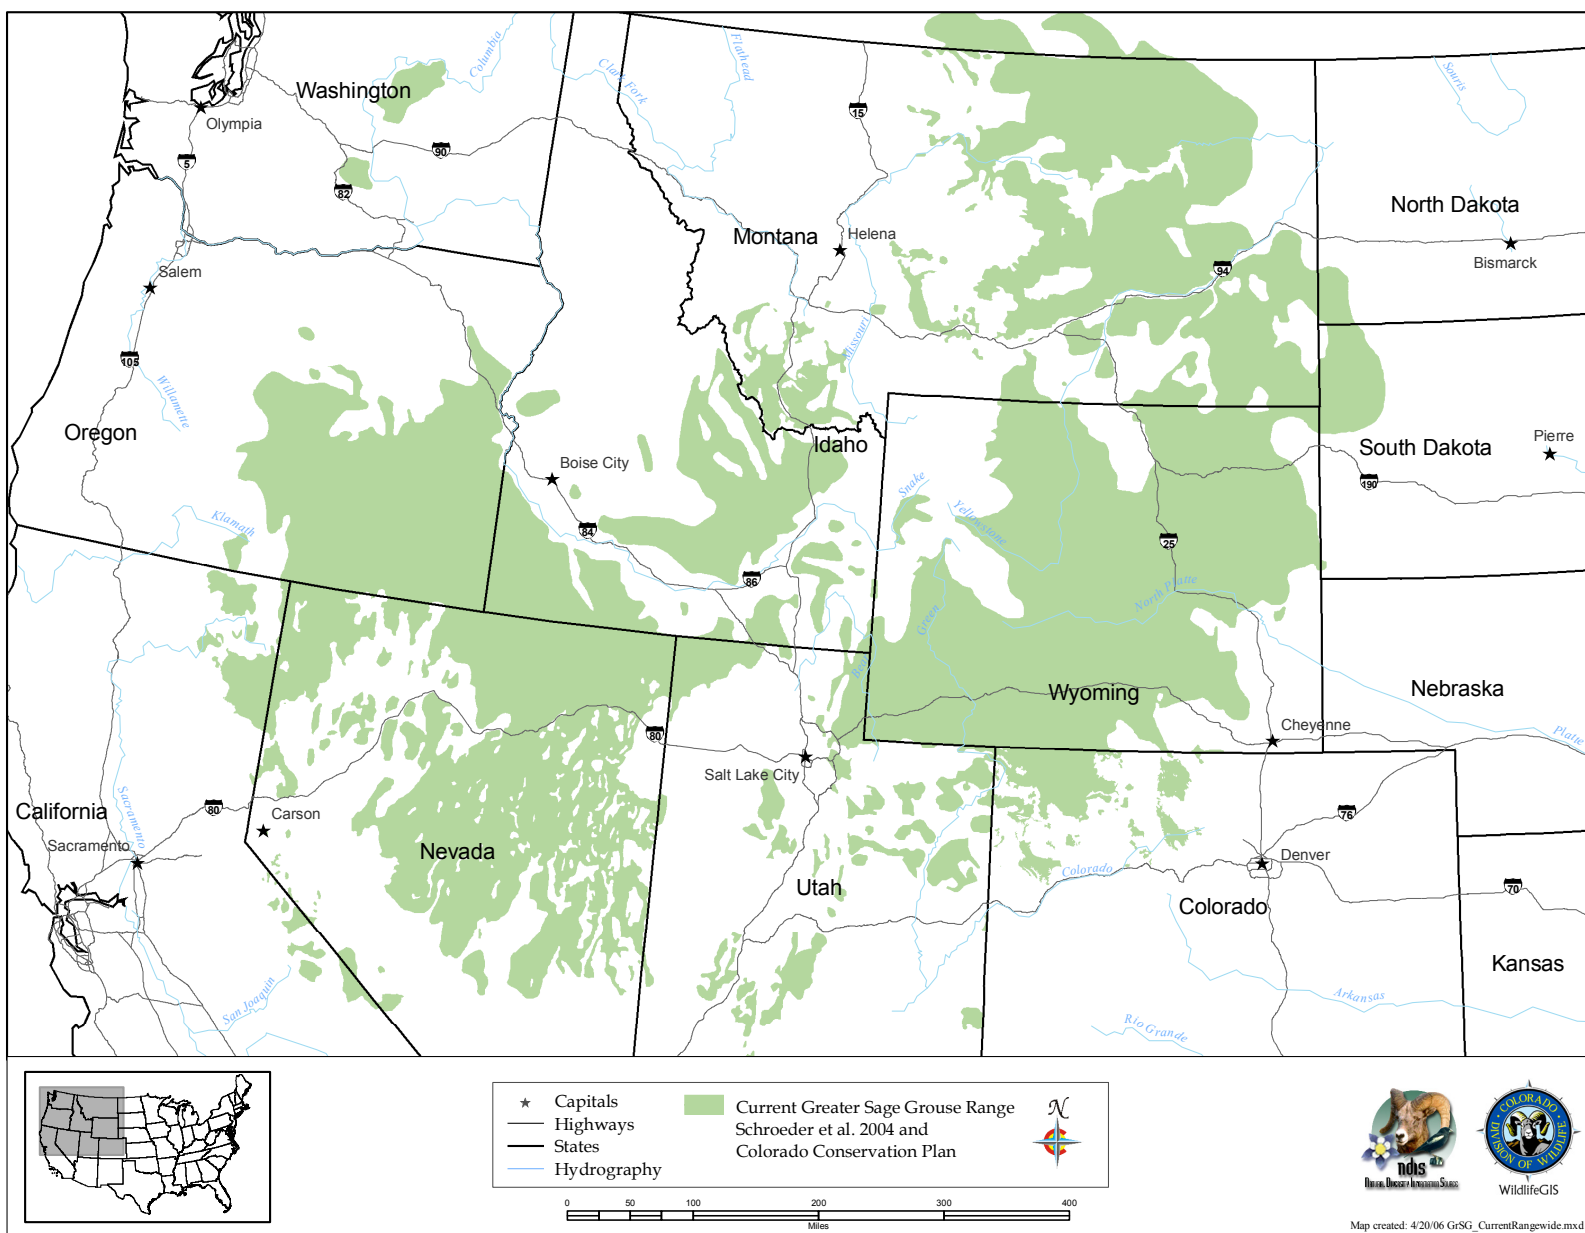 Washington
Columbia
Clark Fork
Flathead
Souris
Olympia
15
5
90
82
North Dakota
Montana
Helena
Bismarck
Salem
94
Missouri
105
Willamette
Oregon
Idaho
South Dakota
Pierre
Boise City
190
Snake
Yellowstone
Klamath
84
25
86
North Platte
Green
Bear
Wyoming
Nebraska
Cheyenne
Platte
80
Salt Lake City
Sacramento
California
80
Carson
76
Sacramento
Nevada
Denver
Colorado
Utah
70
Colorado
Kansas
San Joaquin
Arkansas
Rio Grande
Capitals
Highways
States
Hydrography
Current Greater Sage Grouse Range
Schroeder et al. 2004 and
Colorado Conservation Plan
N
0 50 100 200 300 400
Miles
ndis
Natural Diversity Information Source
COLORADO
DIVISION OF WILDLIFE
WildlifeGIS
Map created: 4/20/06 GrSG_CurrentRangewide.mxd